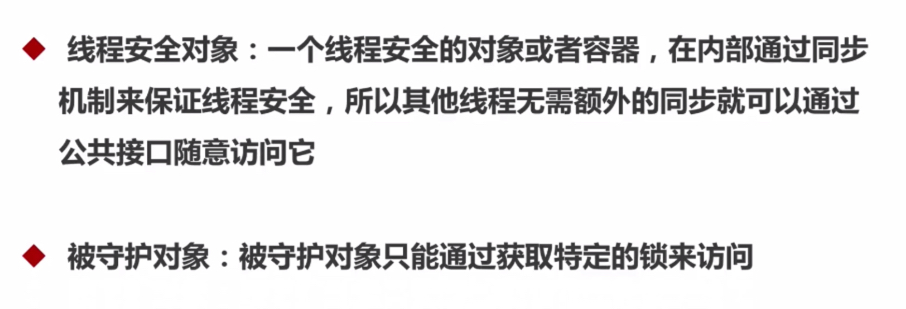 线程安全对象：一个线程安全的对象或者容器，在内部通过同步
机制来保证线程安全，所以其他线程无需额外的同步就可以通过
公共接口随意访问它
被守护对象：被守护对象只能通过获取特定的锁来访问